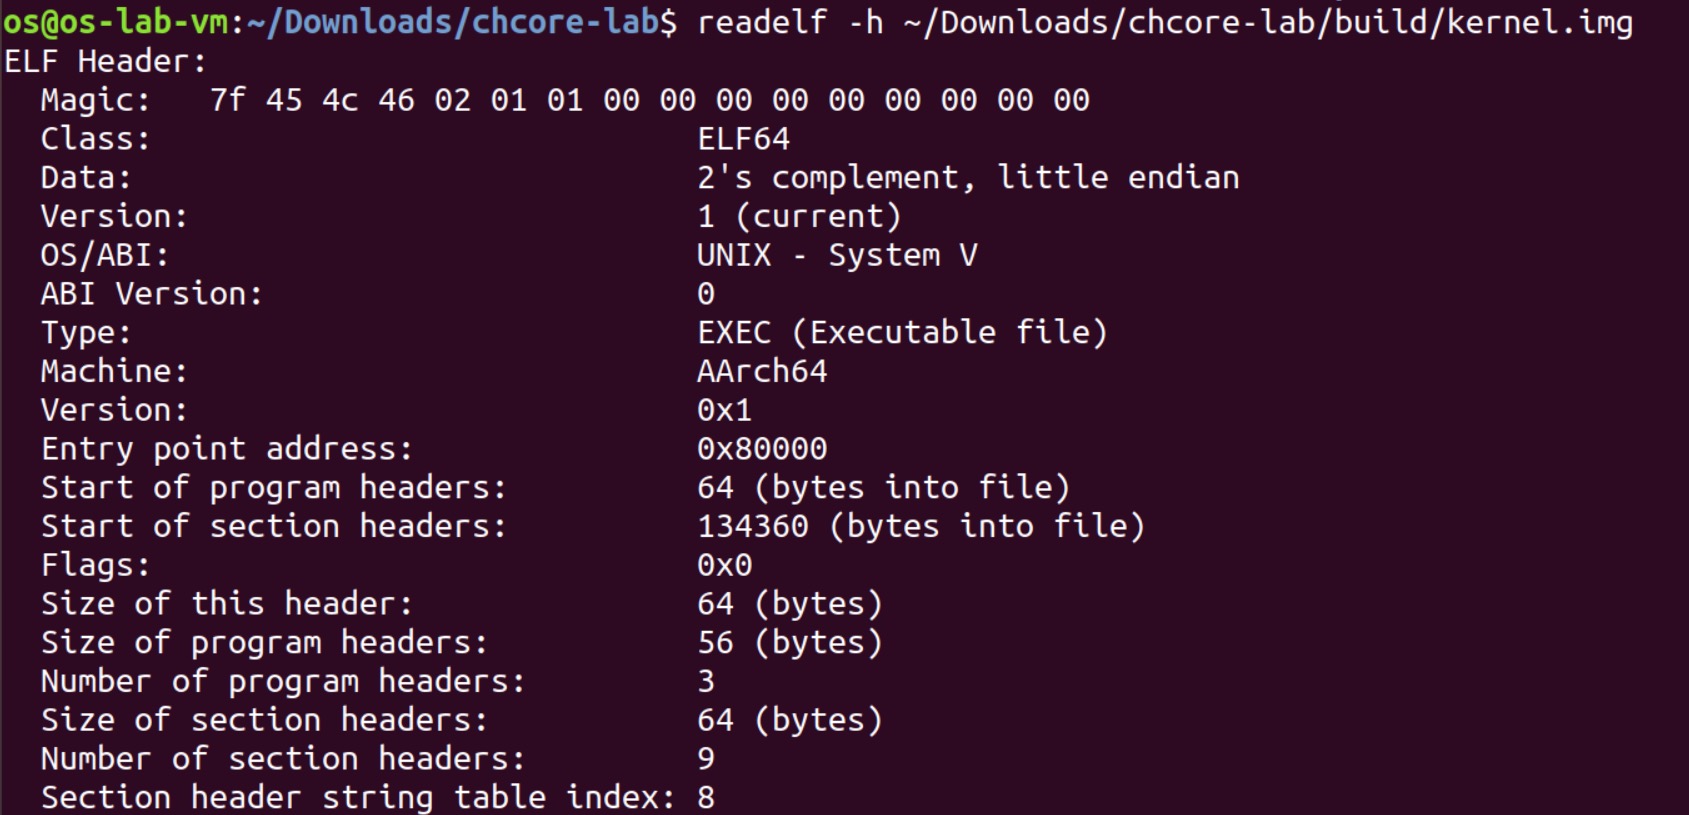 os@os-lab-vm:~/Downloads/chcore-lab$ readelf -h ~/Downloads/chcore-lab/build/kernel.img
ELF Header:
  Magic:   7f 45 4c 46 02 01 01 00 00 00 00 00 00 00 00 00
  Class:                             ELF64
  Data:                              2's complement, little endian
  Version:                           1 (current)
  OS/ABI:                            UNIX - System V
  ABI Version:                       0
  Type:                              EXEC (Executable file)
  Machine:                           AArch64
  Version:                           0x1
  Entry point address:               0x80000
  Start of program headers:          64 (bytes into file)
  Start of section headers:          134360 (bytes into file)
  Flags:                             0x0
  Size of this header:               64 (bytes)
  Size of program headers:           56 (bytes)
  Number of program headers:         3
  Size of section headers:           64 (bytes)
  Number of section headers:         9
  Section header string table index: 8